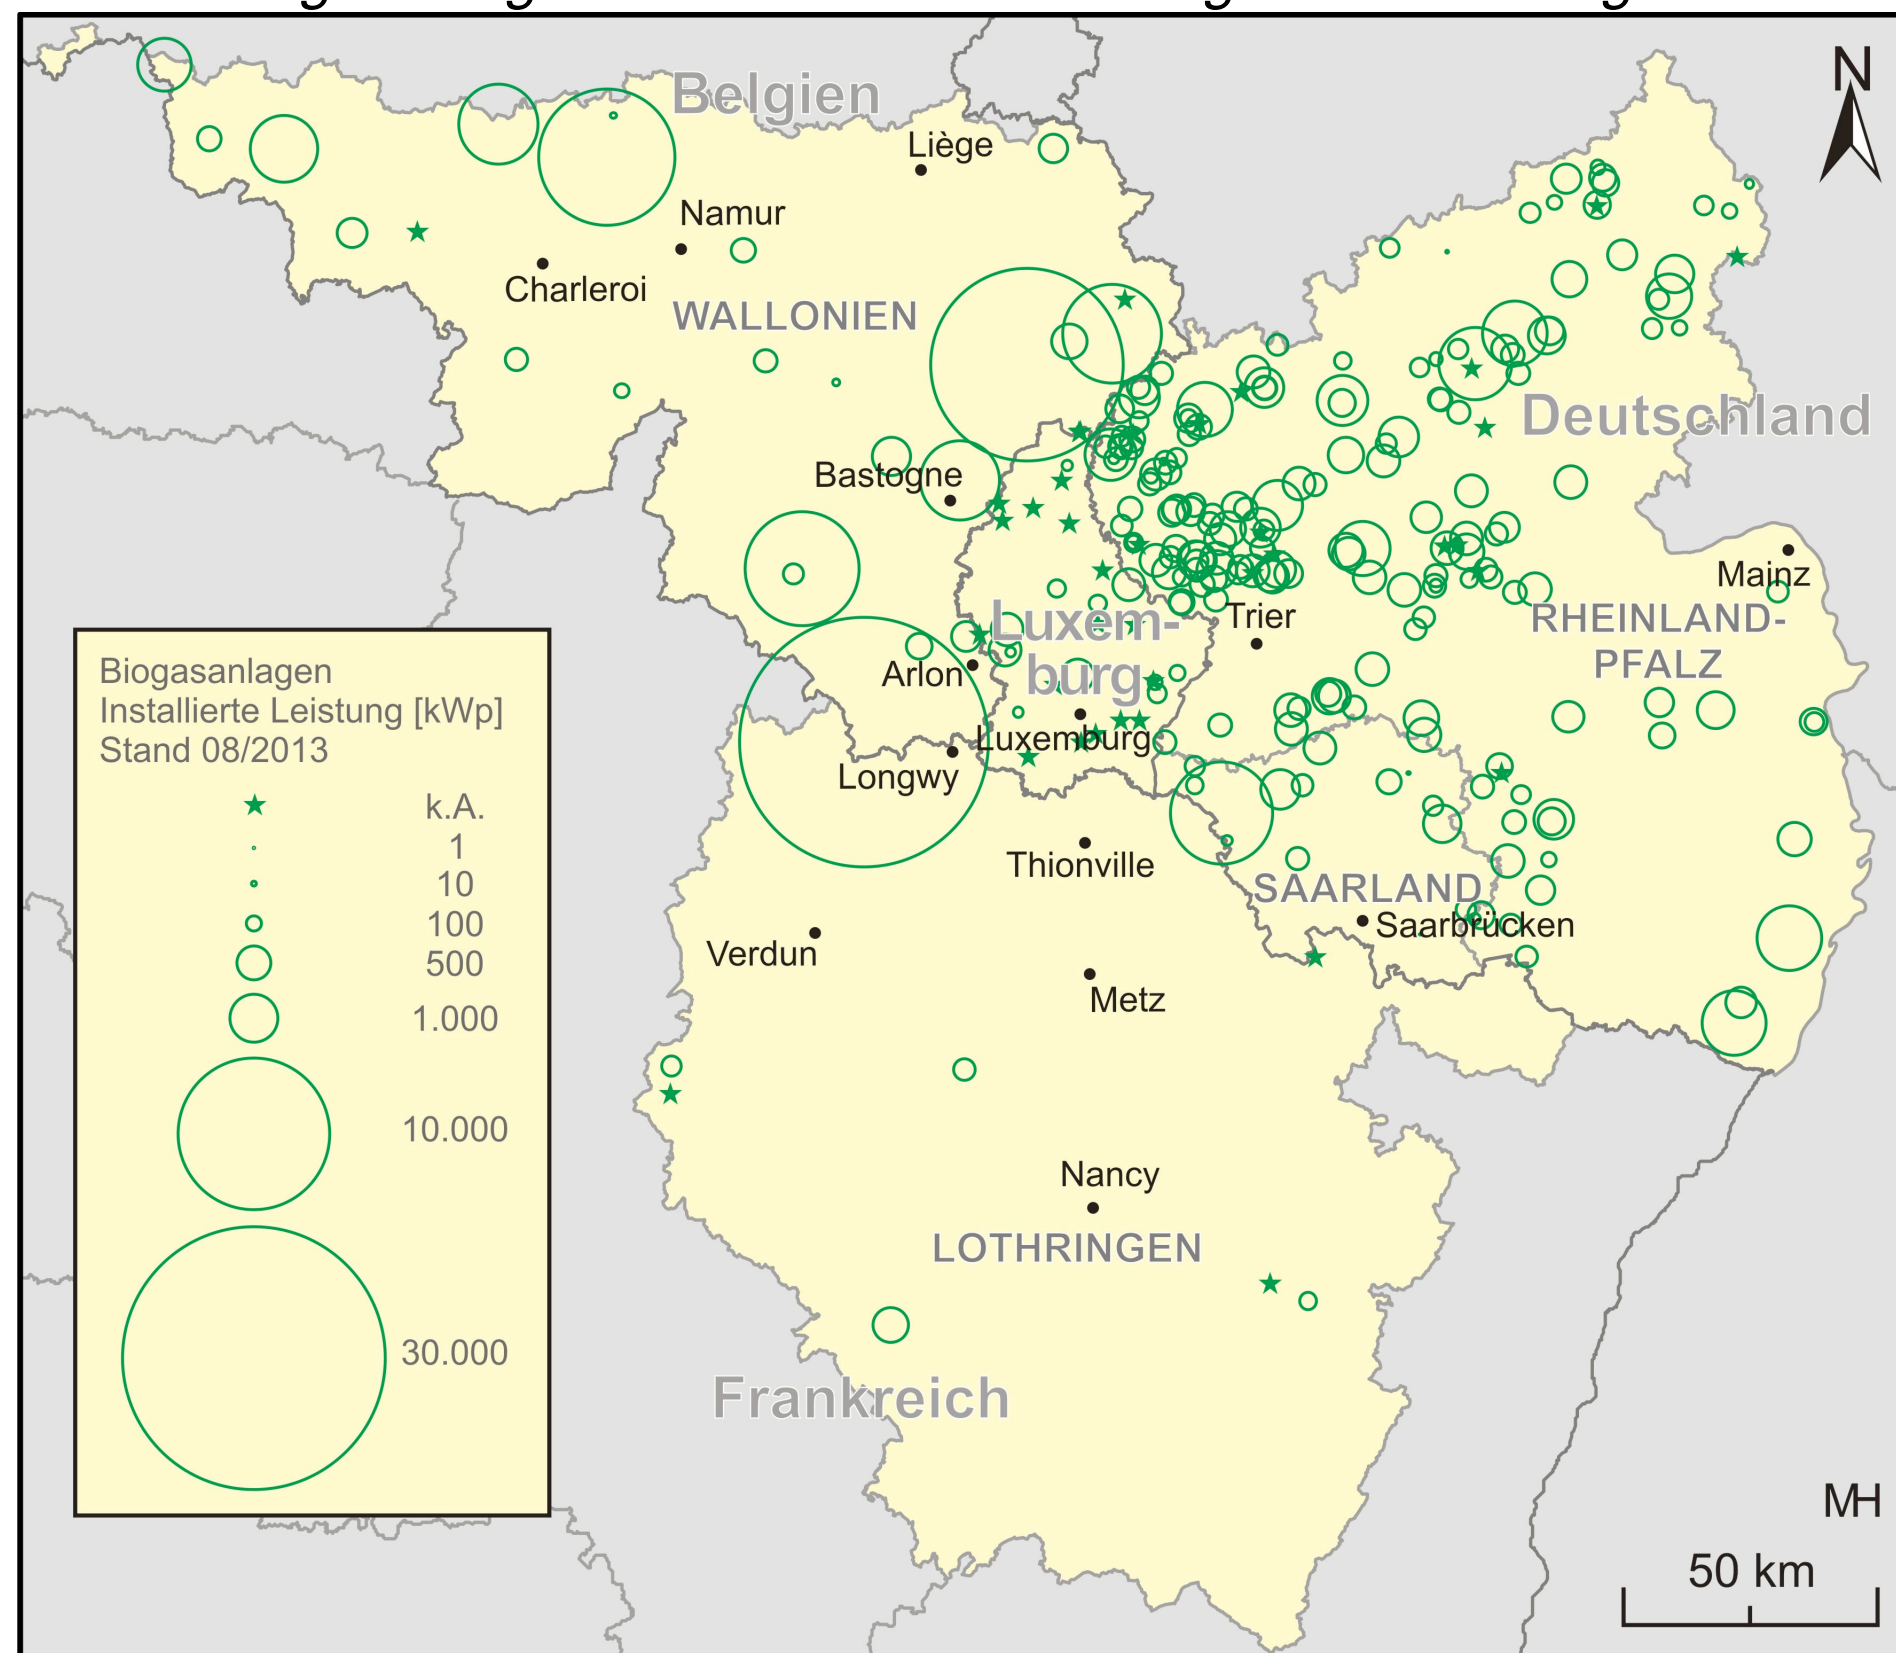 N
Belgien
Liège
Namur
Charleroi
WALLONIEN
Deutschland
Bastogne
Mainz
Luxem-
burg
Trier
RHEINLAND-
PFALZ
Arlon
Luxemburg
Longwy
Thionville
SAARLAND
Saarbrücken
Verdun
Metz
Nancy
LOTHRINGEN
Frankreich
Biogasanlagen
Installierte Leistung [kWp]
Stand 08/2013
k.A.
1
10
100
500
1.000
10.000
30.000
MH
50 km